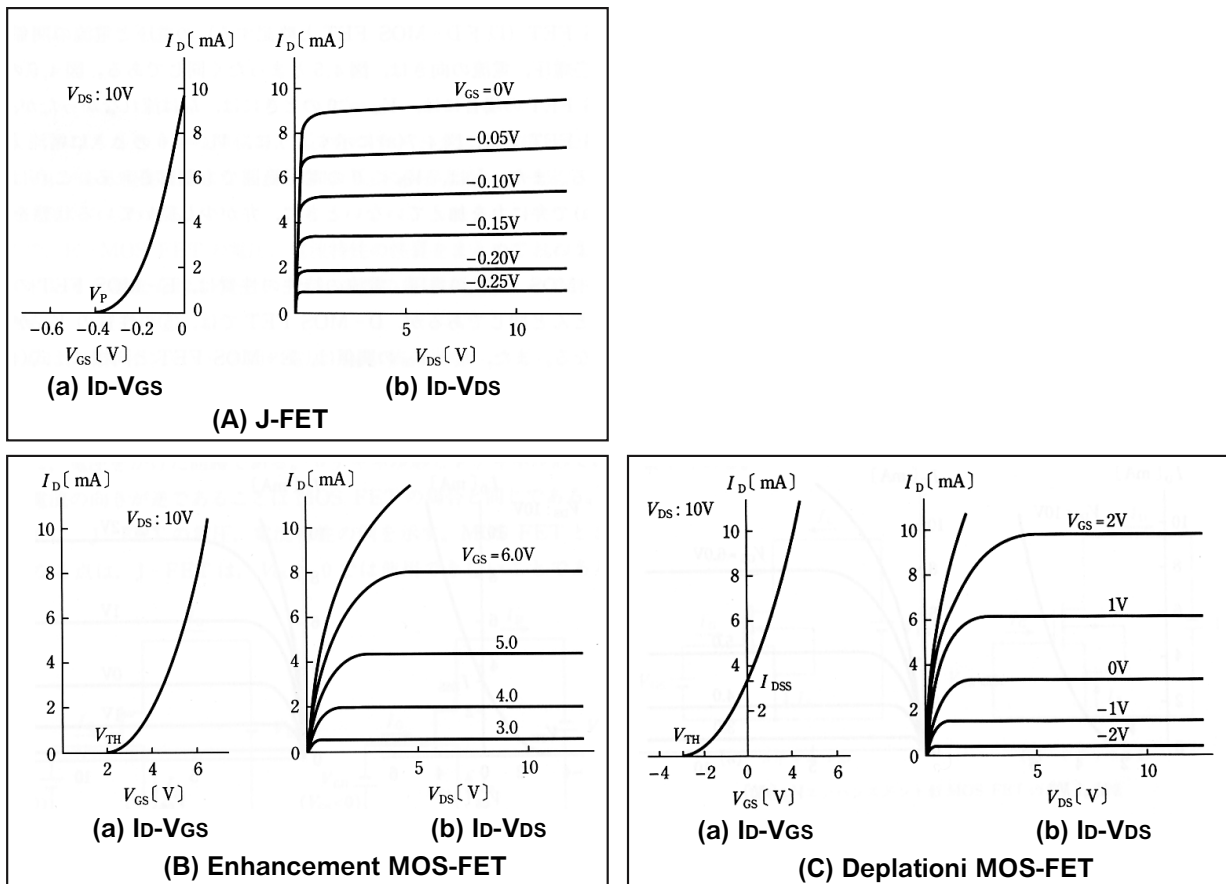 I_D〔mA〕
I_D〔mA〕
V_DS : 10V
10
8
6
4
2
0
V_P
−0.6 −0.4 −0.2 0
V_GS〔V〕
(a) ID-VGS
10
8
6
4
2
0
V_GS=0V
−0.05V
−0.10V
−0.15V
−0.20V
−0.25V
5 10
V_DS〔V〕
(b) ID-VDS
(A) J-FET
I_D〔mA〕
V_DS : 10V
10
8
6
4
2
0
V_TH
2 4 6
V_GS〔V〕
(a) ID-VGS
I_D〔mA〕
10
8
6
4
2
0
V_GS=6.0V
5.0
4.0
3.0
5 10
V_DS〔V〕
(b) ID-VDS
(B) Enhancement MOS-FET
I_D〔mA〕
V_DS : 10V
10
8
6
4
I_DSS
2
V_TH
−4 −2 0 2 4 6
V_GS〔V〕
(a) ID-VGS
I_D〔mA〕
10
8
6
4
2
0
V_GS=2V
1V
0V
−1V
−2V
5 10
V_DS〔V〕
(b) ID-VDS
(C) Deplationi MOS-FET